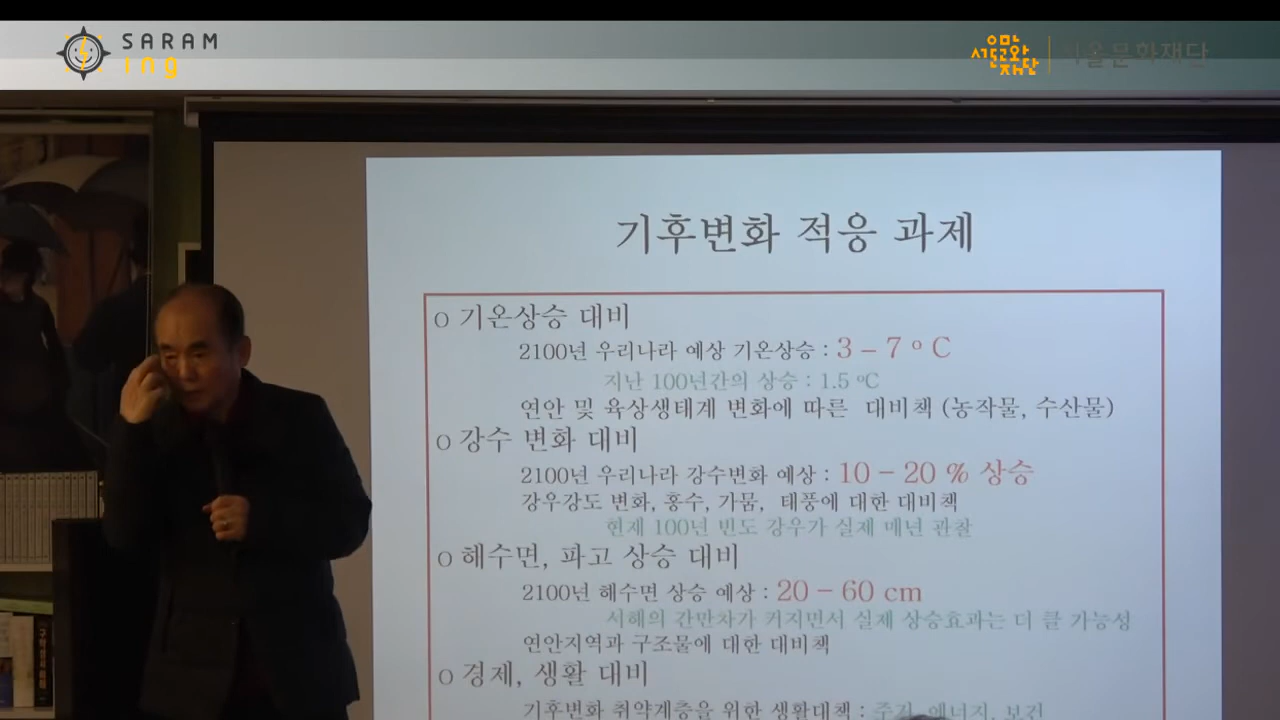 SARAM
ing
서울문화재단
기후변화 적응 과제
o 기온상승 대비
2100년 우리나라 예상 기온상승 : 3 – 7 º C
지난 100년간의 상승 : 1.5 ºC
연안 및 육상생태계 변화에 따른 대비책 (농작물, 수산물)
o 강수 변화 대비
2100년 우리나라 강수변화 예상 : 10 – 20 % 상승
강우강도 변화, 홍수, 가뭄, 태풍에 대한 대비책
현재 100년 빈도 강우가 실제 매년 관찰
o 해수면, 파고 상승 대비
2100년 해수면 상승 예상 : 20 – 60 cm
서해의 간만차가 커지면서 실제 상승효과는 더 클 가능성
연안지역과 구조물에 대한 대비책
o 경제, 생활 대비
기후변화 취약계층을 위한 생활대책 : 주거, 에너지, 보건